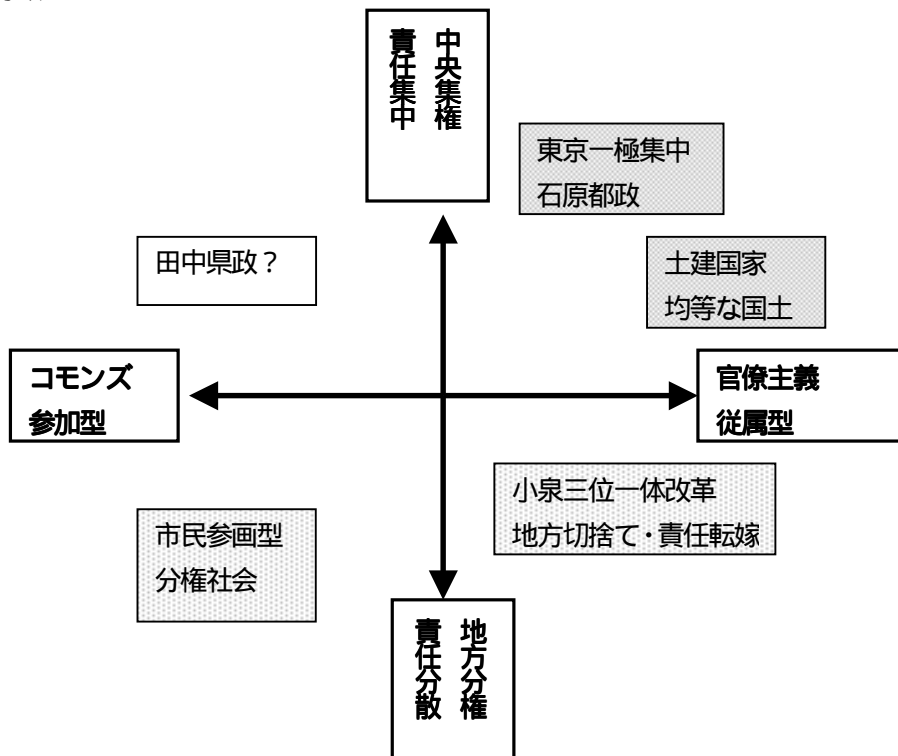 中央集権
責任集中
東京一極集中
石原都政
田中県政？
土建国家
均等な国土
コモンズ
参加型
官僚主義
従属型
小泉三位一体改革
地方切捨て・責任転嫁
市民参画型
分権社会
地方分権
責任分散